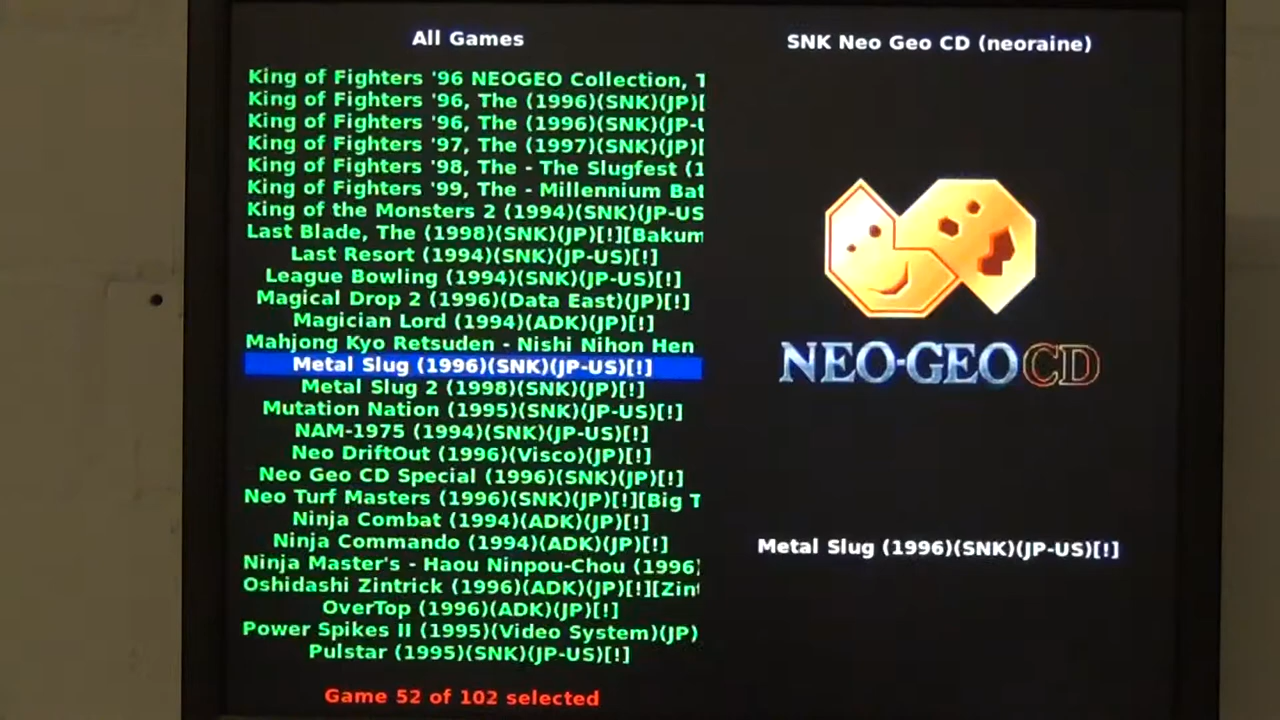 All Games
King of Fighters '96 NEOGEO Collection,
King of Fighters '96, The (1996)(SNK)(JP)[
King of Fighters '96, The (1996)(SNK)(JP-
King of Fighters '97, The (1997)(SNK)(JP)[
King of Fighters '98, The - The Slugfest (1
King of Fighters '99, The - Millennium Bat
King of the Monsters 2 (1994)(SNK)(JP-US
Last Blade, The (1998)(SNK)(JP)[!][Bakum
Last Resort (1994)(SNK)(JP-US)[!]
League Bowling (1994)(SNK)(JP-US)[!]
Magical Drop 2 (1996)(Data East)(JP)[!]
Magician Lord (1994)(ADK)(JP)[!]
Mahjong Kyo Retsuden - Nishi Nihon Hen
Metal Slug (1996)(SNK)(JP-US)[!]
Metal Slug 2 (1998)(SNK)(JP)[!]
Mutation Nation (1995)(SNK)(JP-US)[!]
NAM-1975 (1994)(SNK)(JP-US)[!]
Neo DriftOut (1996)(Visco)(JP)[!]
Neo Geo CD Special (1996)(SNK)(JP)[!]
Neo Turf Masters (1996)(SNK)(JP)[!][Big T
Ninja Combat (1994)(ADK)(JP)[!]
Ninja Commando (1994)(ADK)(JP)[!]
Ninja Master's - Haou Ninpou-Chou (1996)
Oshidashi Zintrick (1996)(ADK)(JP)[!][Zin
OverTop (1996)(ADK)(JP)[!]
Power Spikes II (1995)(Video System)(JP)
Pulstar (1995)(SNK)(JP-US)[!]
Game 52 of 102 selected
SNK Neo Geo CD (neoraine)
NEO·GEO CD
Metal Slug (1996)(SNK)(JP-US)[!]